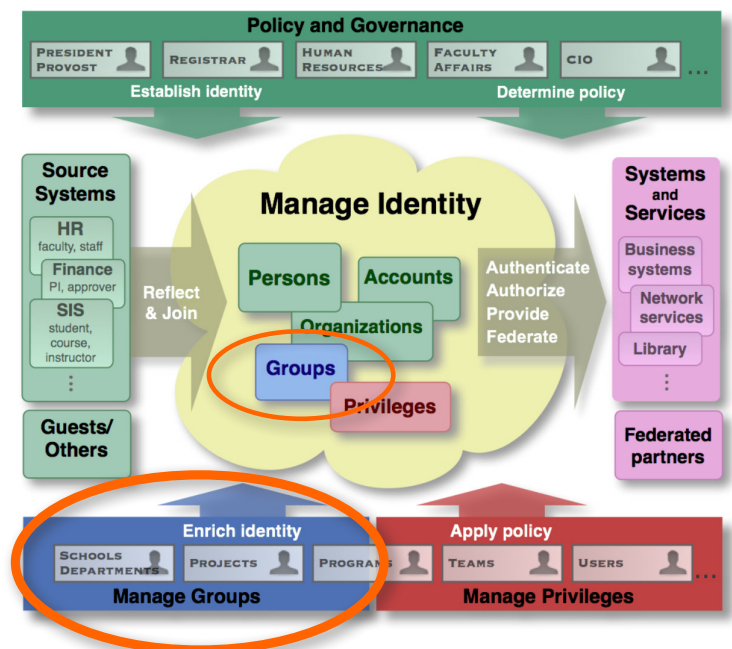 Policy and Governance
PRESIDENT
PROVOST
REGISTRAR
HUMAN
RESOURCES
FACULTY
AFFAIRS
CIO
...
Establish identity
Determine policy
Source
Systems
HR
faculty, staff
Finance
PI, approver
SIS
student,
course,
instructor
⋮
Guests/
Others
Reflect
& Join
Manage Identity
Persons
Accounts
Organizations
Groups
Privileges
Authenticate
Authorize
Provide
Federate
Systems
and
Services
Business
systems
Network
services
Library
⋮
Federated
partners
Enrich identity
Apply policy
SCHOOLS
DEPARTMENTS
PROJECTS
PROGRAMS
TEAMS
USERS
...
Manage Groups
Manage Privileges